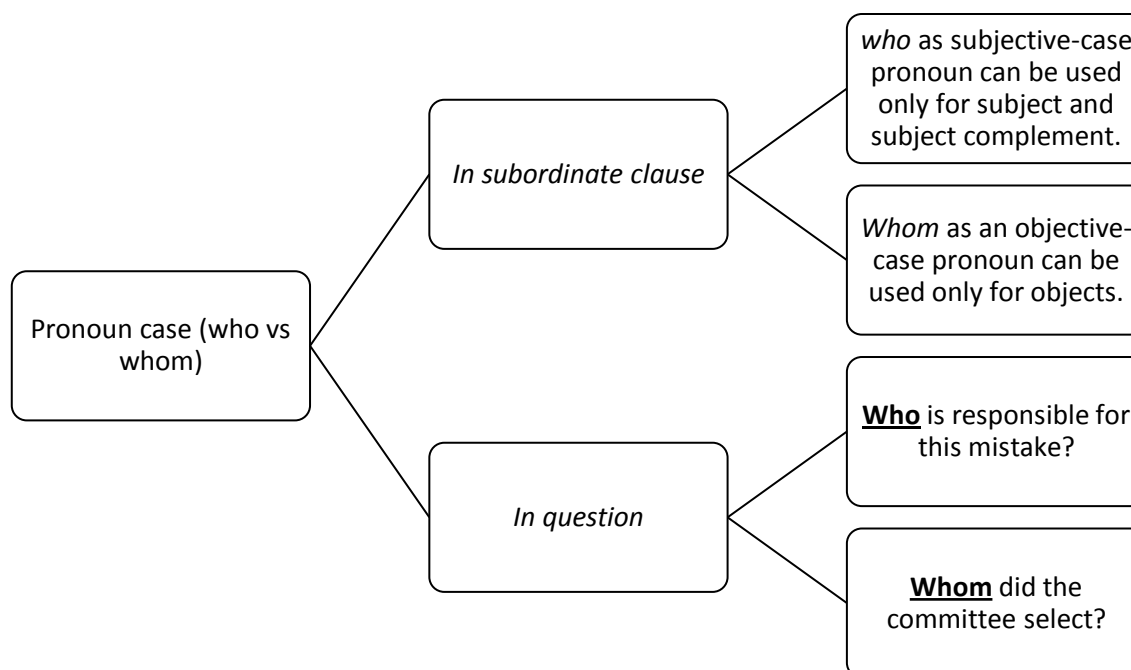 Pronoun case (who vs
whom)
In subordinate clause
who as subjective-case
pronoun can be used
only for subject and
subject complement.
Whom as an objective-
case pronoun can be
used only for objects.
In question
Who is responsible for
this mistake?
Whom did the
committee select?